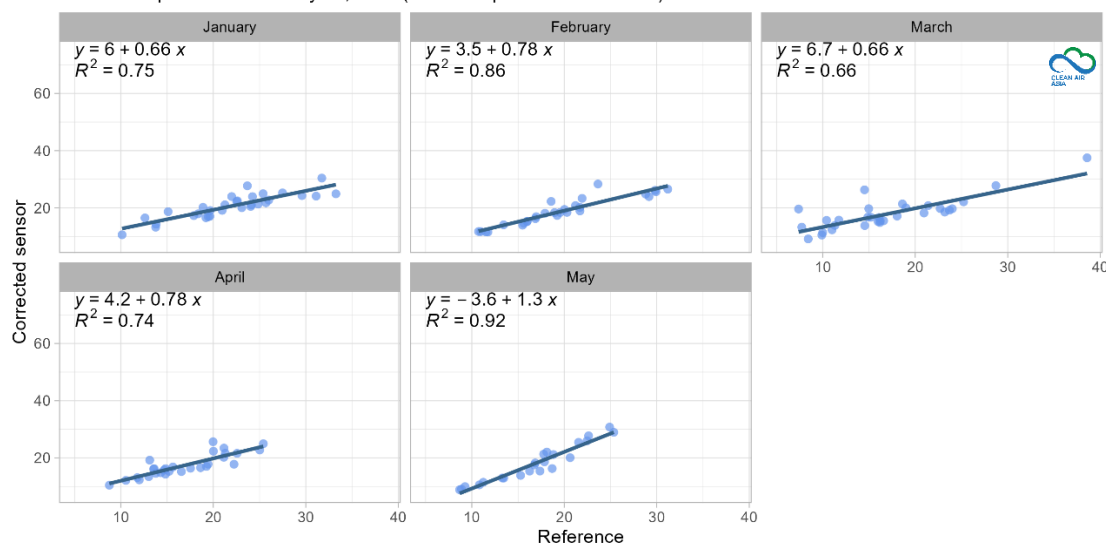 January
y = 6 + 0.66 x
R² = 0.75
February
y = 3.5 + 0.78 x
R² = 0.86
March
y = 6.7 + 0.66 x
R² = 0.66
CLEAN AIR
ASIA
60
40
20
10
20
30
40
April
y = 4.2 + 0.78 x
R² = 0.74
May
y = − 3.6 + 1.3 x
R² = 0.92
60
40
20
10
20
30
40
10
20
30
40
Corrected sensor
Reference